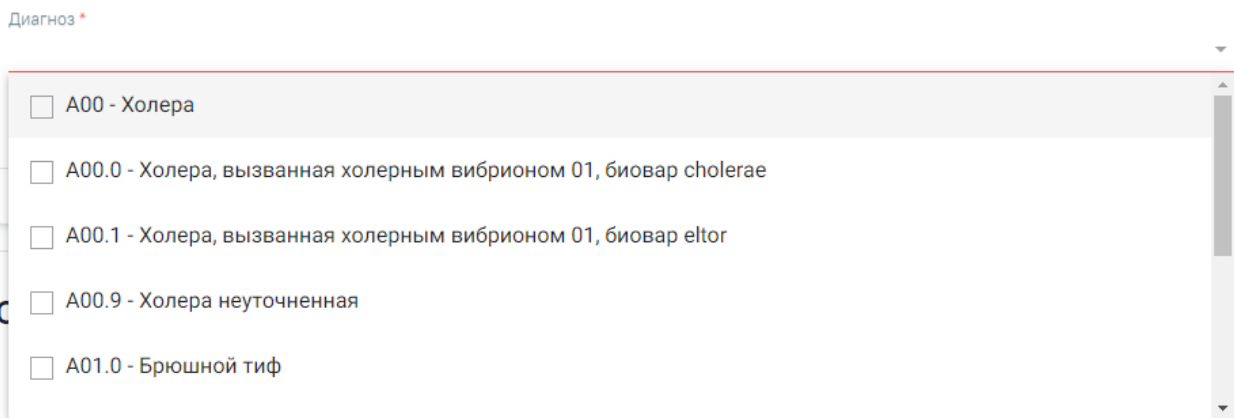 Диагноз *
A00 - Холера
A00.0 - Холера, вызванная холерным вибрионом 01, биовар cholerae
A00.1 - Холера, вызванная холерным вибрионом 01, биовар eltor
A00.9 - Холера неуточненная
A01.0 - Брюшной тиф